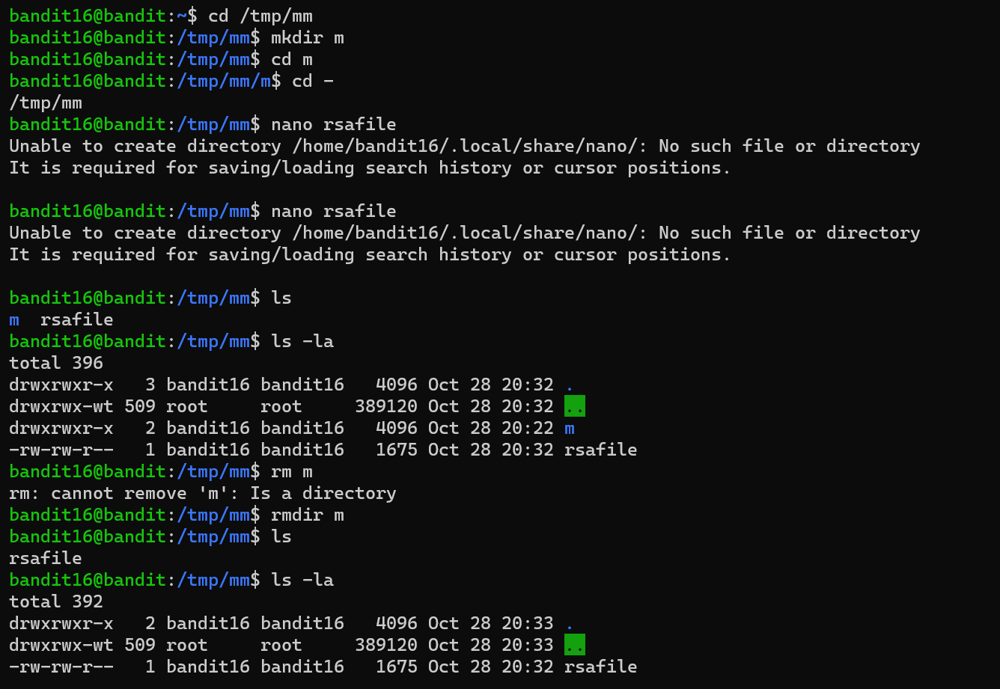 bandit16@bandit:~$ cd /tmp/mm
bandit16@bandit:/tmp/mm$ mkdir m
bandit16@bandit:/tmp/mm$ cd m
bandit16@bandit:/tmp/mm/m$ cd -
/tmp/mm
bandit16@bandit:/tmp/mm$ nano rsafile
Unable to create directory /home/bandit16/.local/share/nano/: No such file or directory
It is required for saving/loading search history or cursor positions.
bandit16@bandit:/tmp/mm$ nano rsafile
Unable to create directory /home/bandit16/.local/share/nano/: No such file or directory
It is required for saving/loading search history or cursor positions.
bandit16@bandit:/tmp/mm$ ls
m  rsafile
bandit16@bandit:/tmp/mm$ ls -la
total 396
drwxrwxr-x   3 bandit16 bandit16   4096 Oct 28 20:32 .
drwxrwx-wt 509 root     root     389120 Oct 28 20:32 ..
drwxrwxr-x   2 bandit16 bandit16   4096 Oct 28 20:22 m
-rw-rw-r--   1 bandit16 bandit16   1675 Oct 28 20:32 rsafile
bandit16@bandit:/tmp/mm$ rm m
rm: cannot remove 'm': Is a directory
bandit16@bandit:/tmp/mm$ rmdir m
bandit16@bandit:/tmp/mm$ ls
rsafile
bandit16@bandit:/tmp/mm$ ls -la
total 392
drwxrwxr-x   2 bandit16 bandit16   4096 Oct 28 20:33 .
drwxrwx-wt 509 root     root     389120 Oct 28 20:33 ..
-rw-rw-r--   1 bandit16 bandit16   1675 Oct 28 20:32 rsafile